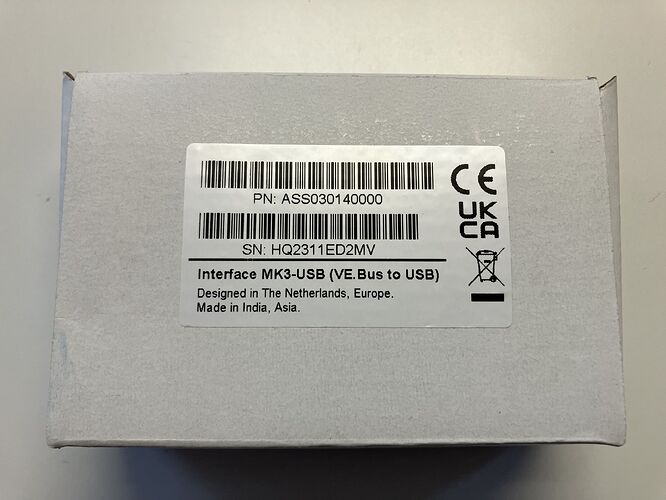 PN: ASS030140000
SN: HQ2311ED2MV
Interface MK3-USB (VE.Bus to USB)
Designed in The Netherlands, Europe.
Made in India, Asia.
CE
UK
CA